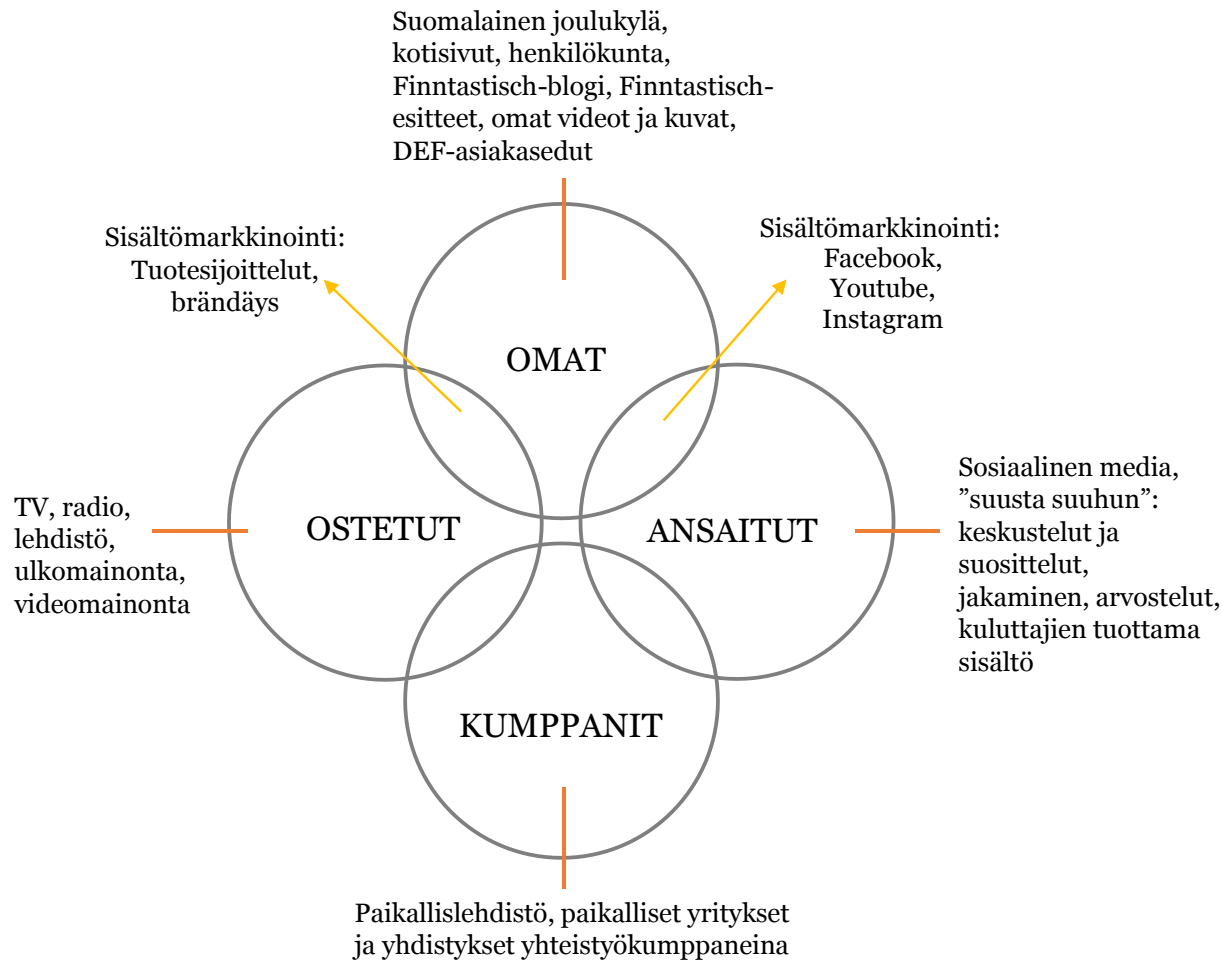 Suomalainen joulukylä,
kotisivut, henkilökunta,
Finntastisch-blogi, Finntastisch-
esitteet, omat videot ja kuvat,
DEF-asiakasedut
Sisältömarkkinointi:
Tuotesijoittelut,
brändäys
Sisältömarkkinointi:
Facebook,
Youtube,
Instagram
OMAT
TV, radio,
lehdistö,
ulkomainonta,
videomainonta
OSTETUT
ANSAITUT
Sosiaalinen media,
”suusta suuhun”:
keskustelut ja
suosittelut,
jakaminen, arvostelut,
kuluttajien tuottama
sisältö
KUMPPANIT
Paikallislehdistö, paikalliset yritykset
ja yhdistykset yhteistyökumppaneina